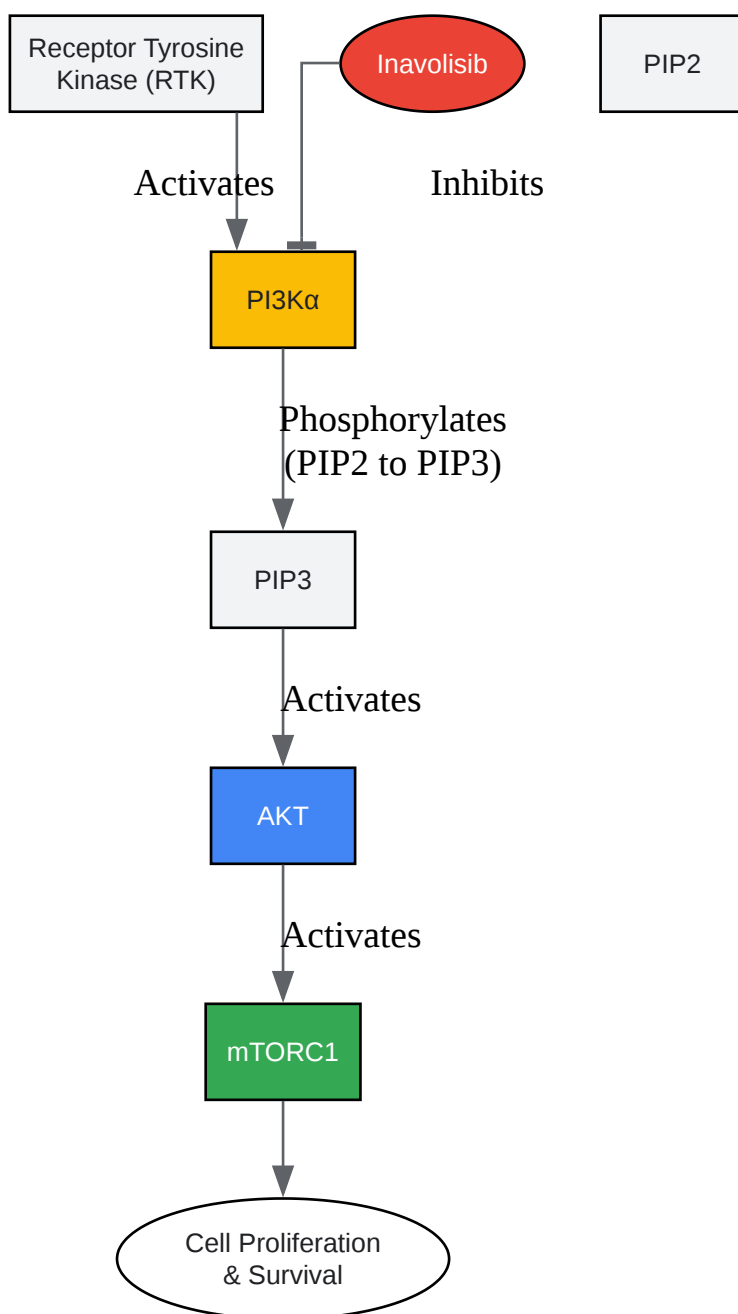 Receptor Tyrosine
Kinase (RTK)
Inavolisib
PIP2
Activates
Inhibits
PI3Kα
Phosphorylates
(PIP2 to PIP3)
PIP3
Activates
AKT
Activates
mTORC1
Cell Proliferation
& Survival